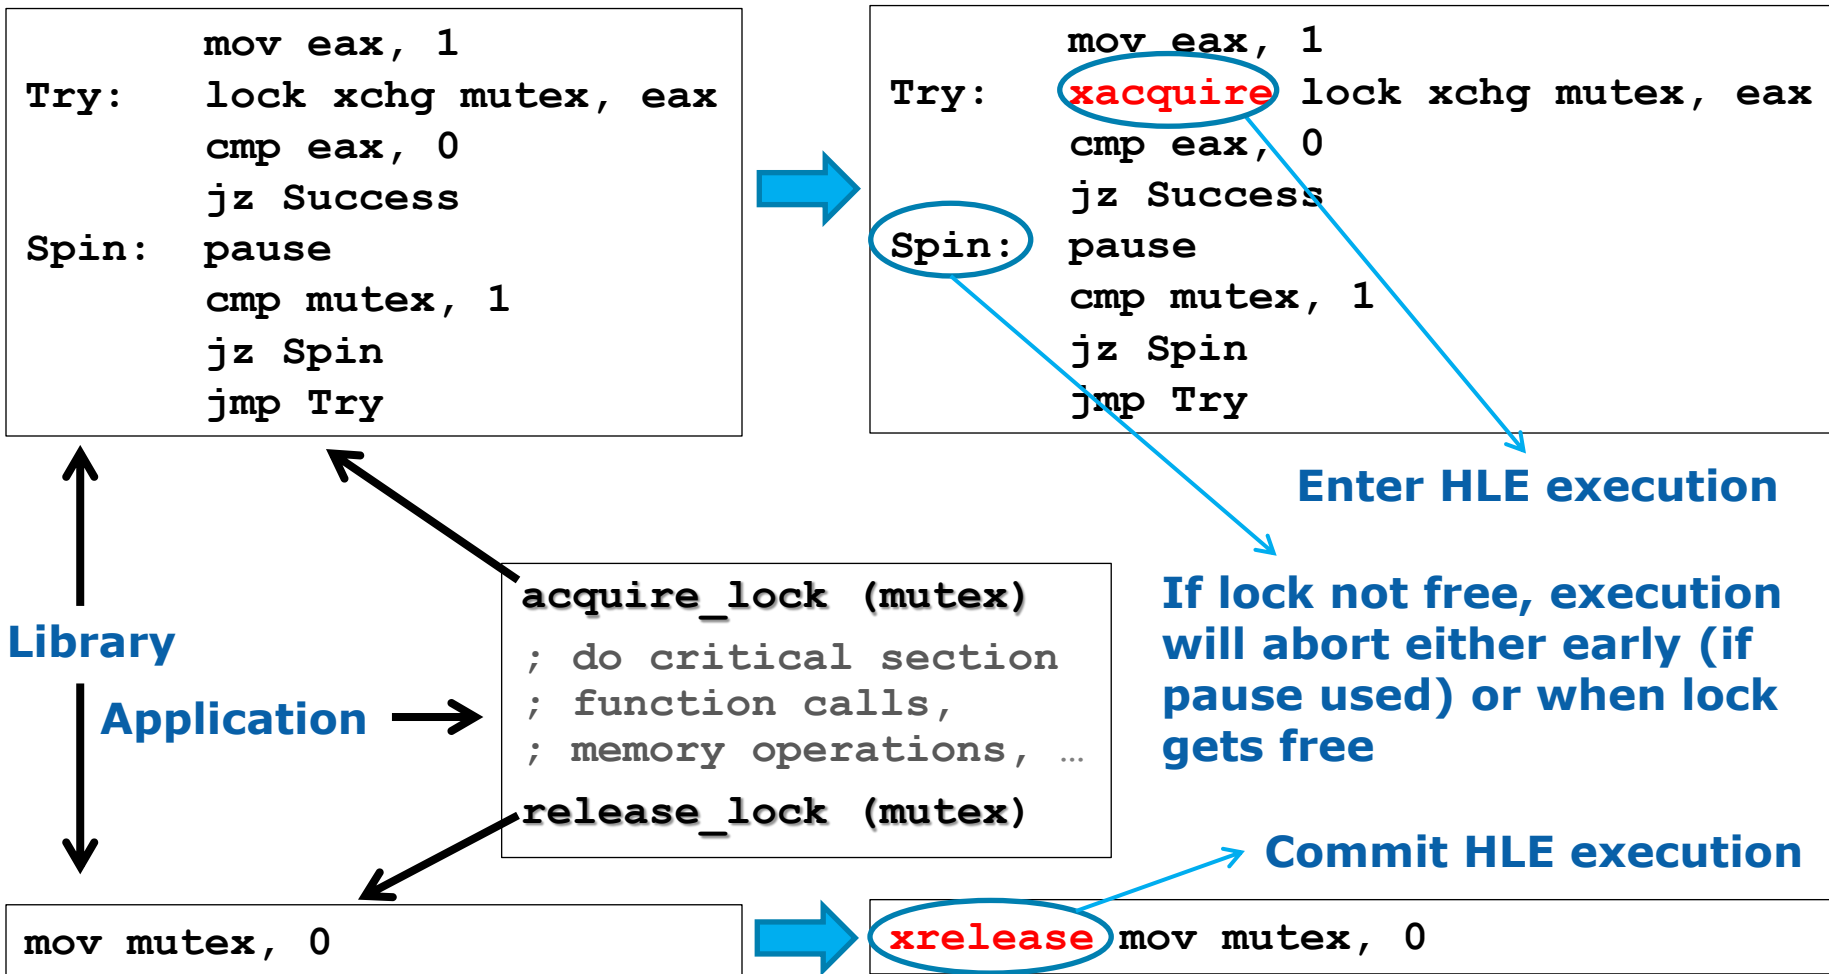 mov eax, 1
Try: lock xchg mutex, eax
cmp eax, 0
jz Success
Spin: pause
cmp mutex, 1
jz Spin
jmp Try
mov eax, 1
Try: xacquire lock xchg mutex, eax
cmp eax, 0
jz Success
Spin: pause
cmp mutex, 1
jz Spin
jmp Try
Enter HLE execution
If lock not free, execution
will abort either early (if
pause used) or when lock
gets free
Library
Application
acquire_lock (mutex)
; do critical section
; function calls,
; memory operations, …
release_lock (mutex)
Commit HLE execution
mov mutex, 0
xrelease mov mutex, 0